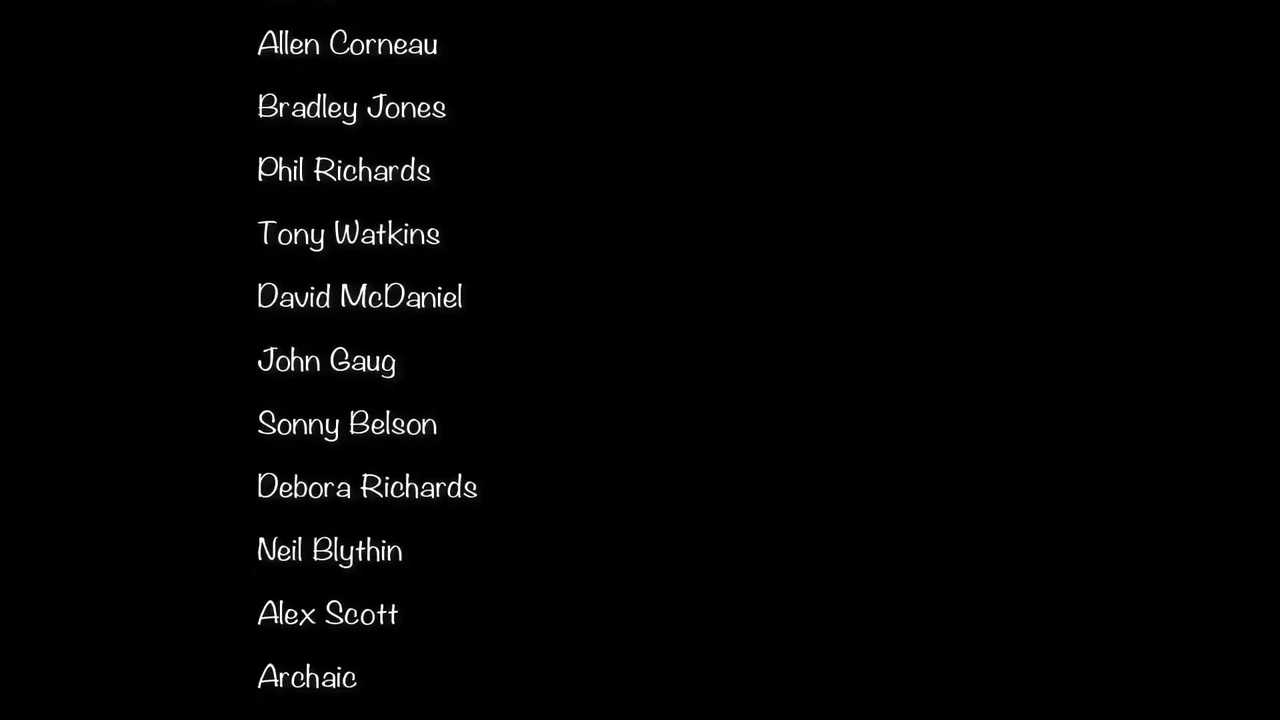 Allen Corneau
Bradley Jones
Phil Richards
Tony Watkins
David McDaniel
John Gaug
Sonny Belson
Debora Richards
Neil Blythin
Alex Scott
Archaic